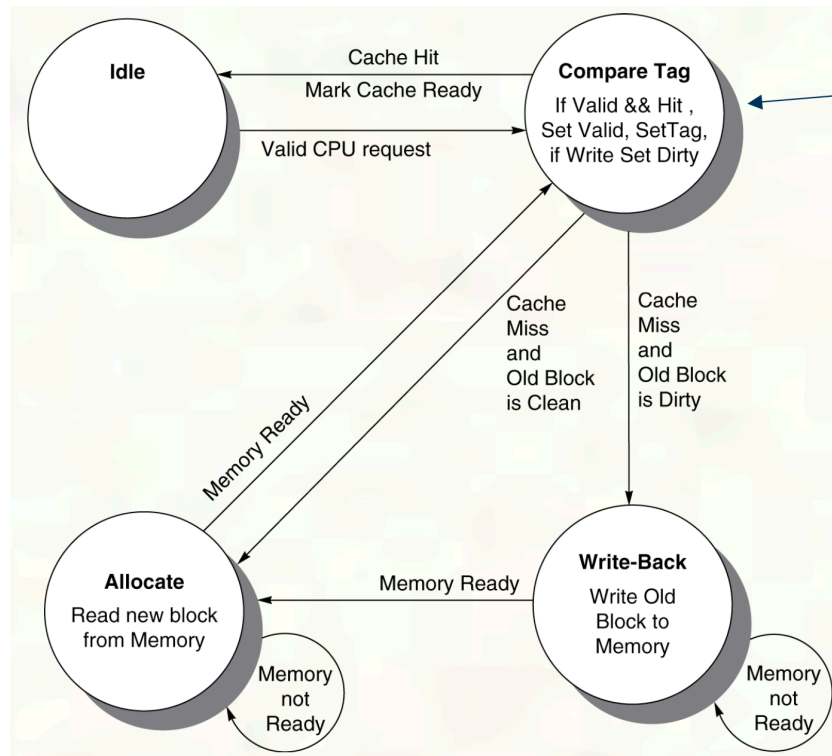 Idle
Cache Hit
Mark Cache Ready
Valid CPU request
Compare Tag
If Valid && Hit ,
Set Valid, SetTag,
if Write Set Dirty
Cache
Miss
and
Old Block
is Clean
Cache
Miss
and
Old Block
is Dirty
Memory Ready
Allocate
Read new block
from Memory
Memory
not
Ready
Memory Ready
Write-Back
Write Old
Block to
Memory
Memory
not
Ready